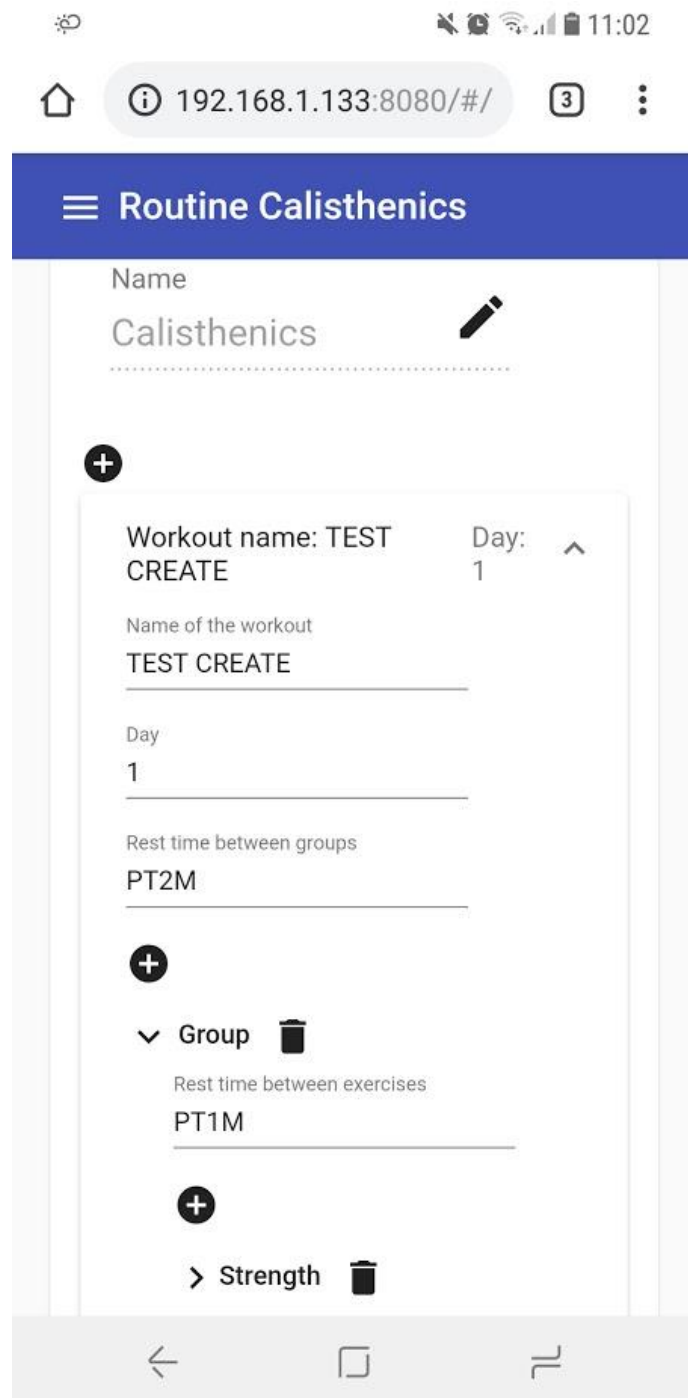 11:02
192.168.1.133:8080/#/
3
Routine Calisthenics
Name
Calisthenics
Workout name: TEST
CREATE
Day:
1
Name of the workout
TEST CREATE
Day
1
Rest time between groups
PT2M
Group
Rest time between exercises
PT1M
Strength